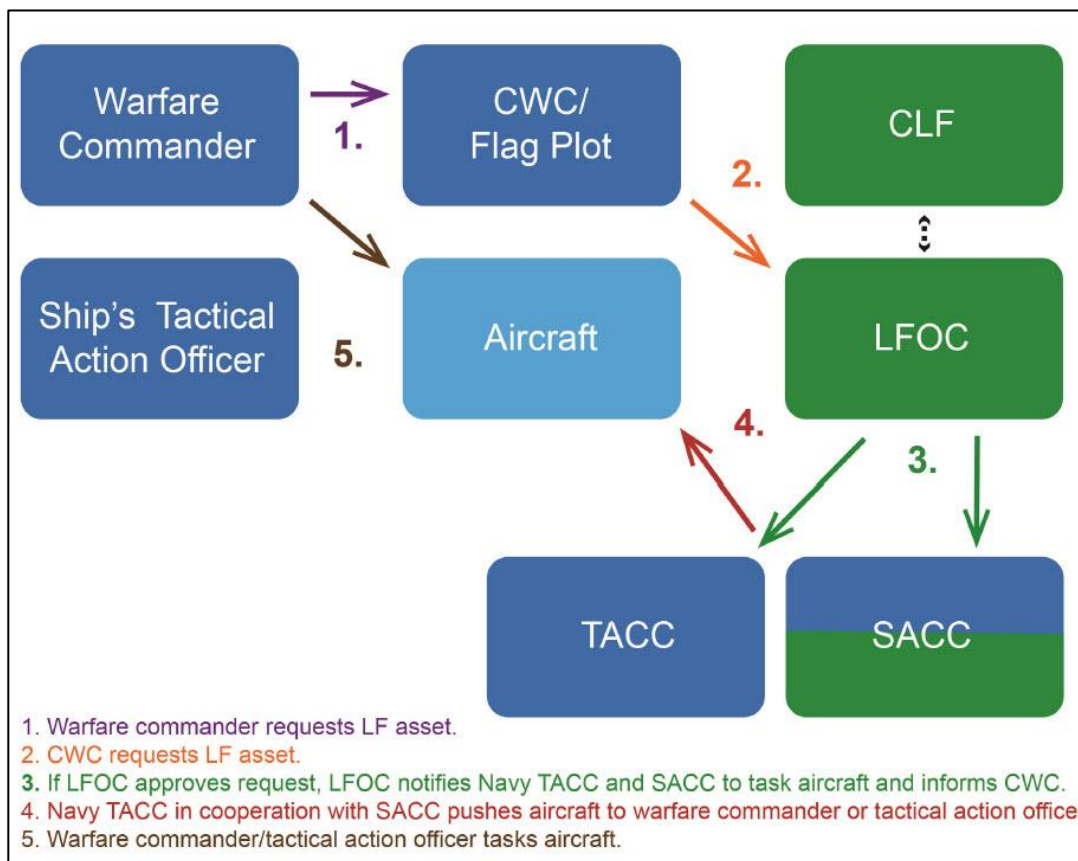 Warfare
Commander
1.
CWC/
Flag Plot
2.
CLF
Ship's Tactical
Action Officer
5.
Aircraft
LFOC
4.
3.
TACC
SACC
1. Warfare commander requests LF asset.
2. CWC requests LF asset.
3. If LFOC approves request, LFOC notifies Navy TACC and SACC to task aircraft and informs CWC.
4. Navy TACC in cooperation with SACC pushes aircraft to warfare commander or tactical action office
5. Warfare commander/tactical action officer tasks aircraft.